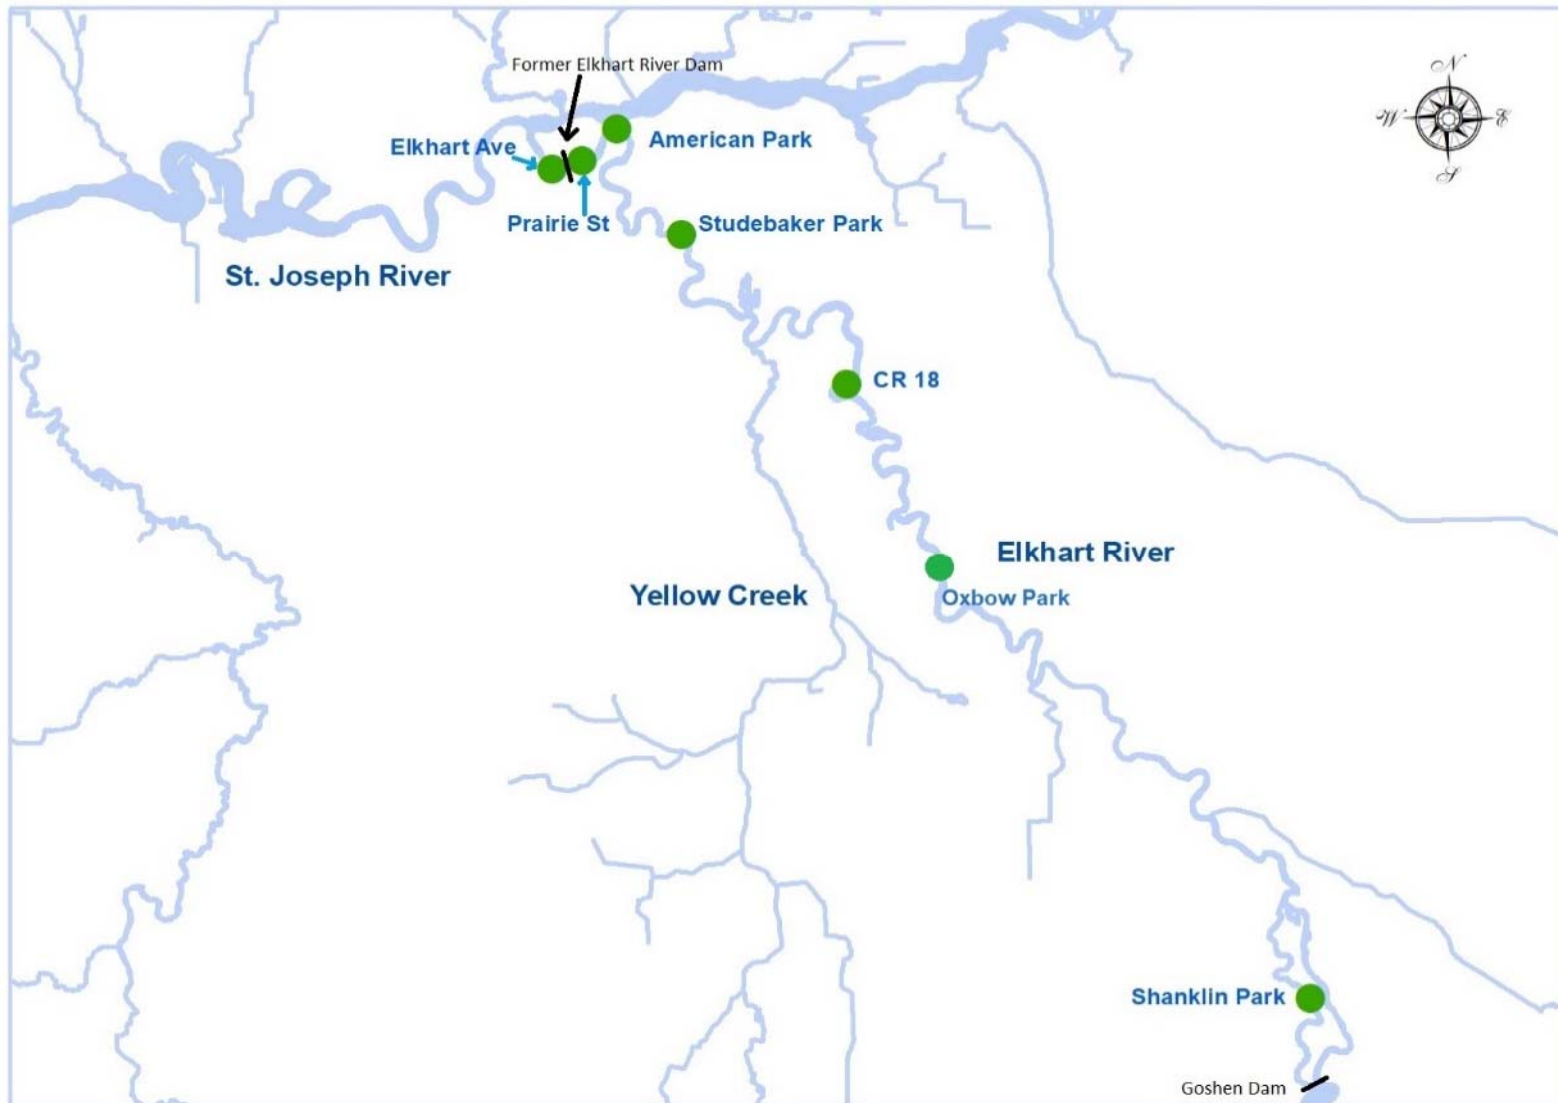 Former Elkhart River Dam
N
W
E
S
Elkhart Ave
American Park
Prairie St
Studebaker Park
St. Joseph River
CR 18
Elkhart River
Yellow Creek
Oxbow Park
Shanklin Park
Goshen Dam